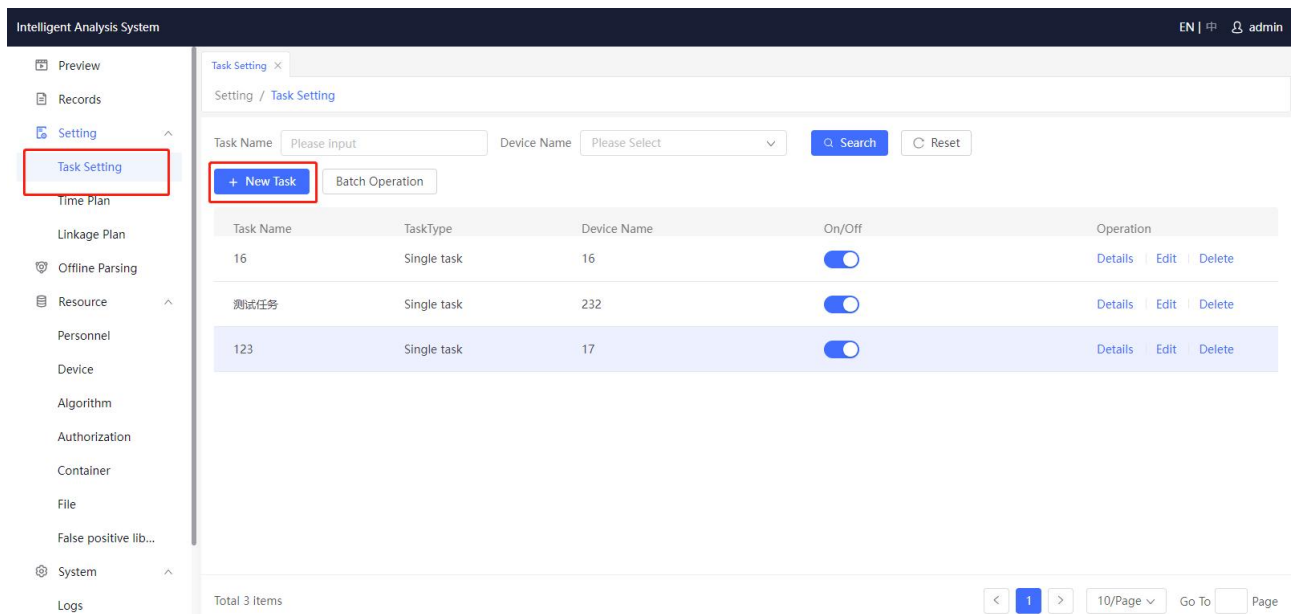 Intelligent Analysis System EN | 中 admin
Preview
Records
Setting
Task Setting
Time Plan
Linkage Plan
Offline Parsing
Resource
Personnel
Device
Algorithm
Authorization
Container
File
False positive lib...
System
Logs
Task Setting ×
Setting / Task Setting
Task Name Please Input Device Name Please Select Search Reset
+ New Task Batch Operation
Task Name TaskType Device Name On/Off Operation
16 Single task 16 Details Edit Delete
测试任务 Single task 232 Details Edit Delete
123 Single task 17 Details Edit Delete
Total 3 items < 1 > 10/Page Go To Page